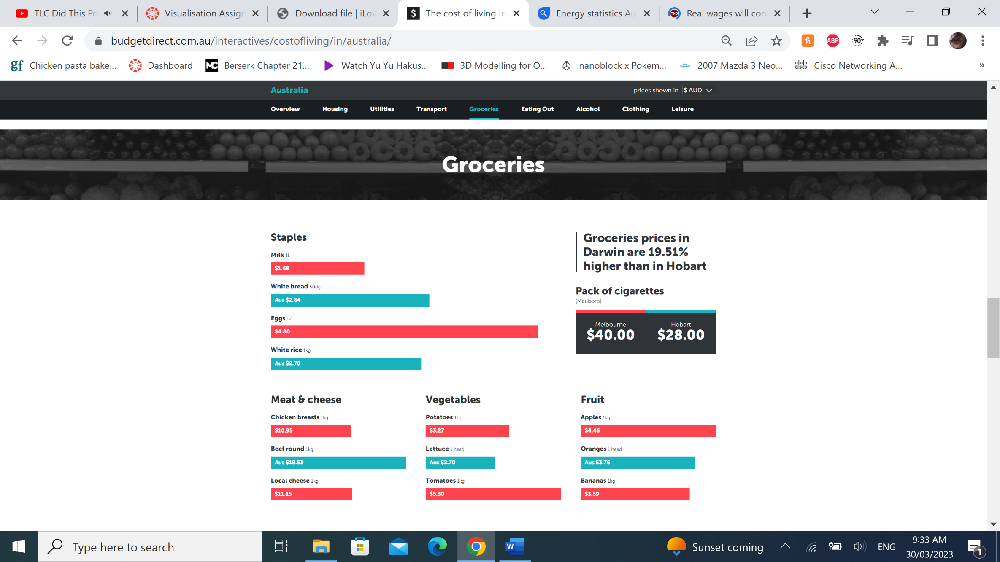 TLC Did This Po
Visualisation Assign
Download file | iLov
The cost of living in
Energy statistics Au
Real wages will con
budgetdirect.com.au/interactives/costofliving/in/australia/
ABP
90
gf Chicken pasta bake...
Dashboard
MC Berserk Chapter 21...
Watch Yu Yu Hakus...
3D Modelling for O...
nanoblock x Pokem...
2007 Mazda 3 Neo...
Cisco Networking A...
»
Australia
prices shown in $ AUD
Overview Housing Utilities Transport Groceries Eating Out Alcohol Clothing Leisure
Groceries
Staples
Milk 1L
$1.68
White bread 500g
Aus $2.84
Eggs 12
$4.80
White rice 1kg
Aus $2.70
Groceries prices in
Darwin are 19.51%
higher than in Hobart
Pack of cigarettes
(Marlboro)
Melbourne
$40.00
Hobart
$28.00
Meat & cheese
Chicken breasts 1kg
$10.95
Beef round 1kg
Aus $18.53
Local cheese 1kg
$11.15
Vegetables
Potatoes 1kg
$3.27
Lettuce 1 head
Aus $2.70
Tomatoes 1kg
$5.30
Fruit
Apples 1kg
$4.46
Oranges 1 head
Aus $3.76
Bananas 1kg
$3.59
Type here to search
W
Sunset coming
ENG
9:33 AM
30/03/2023
1